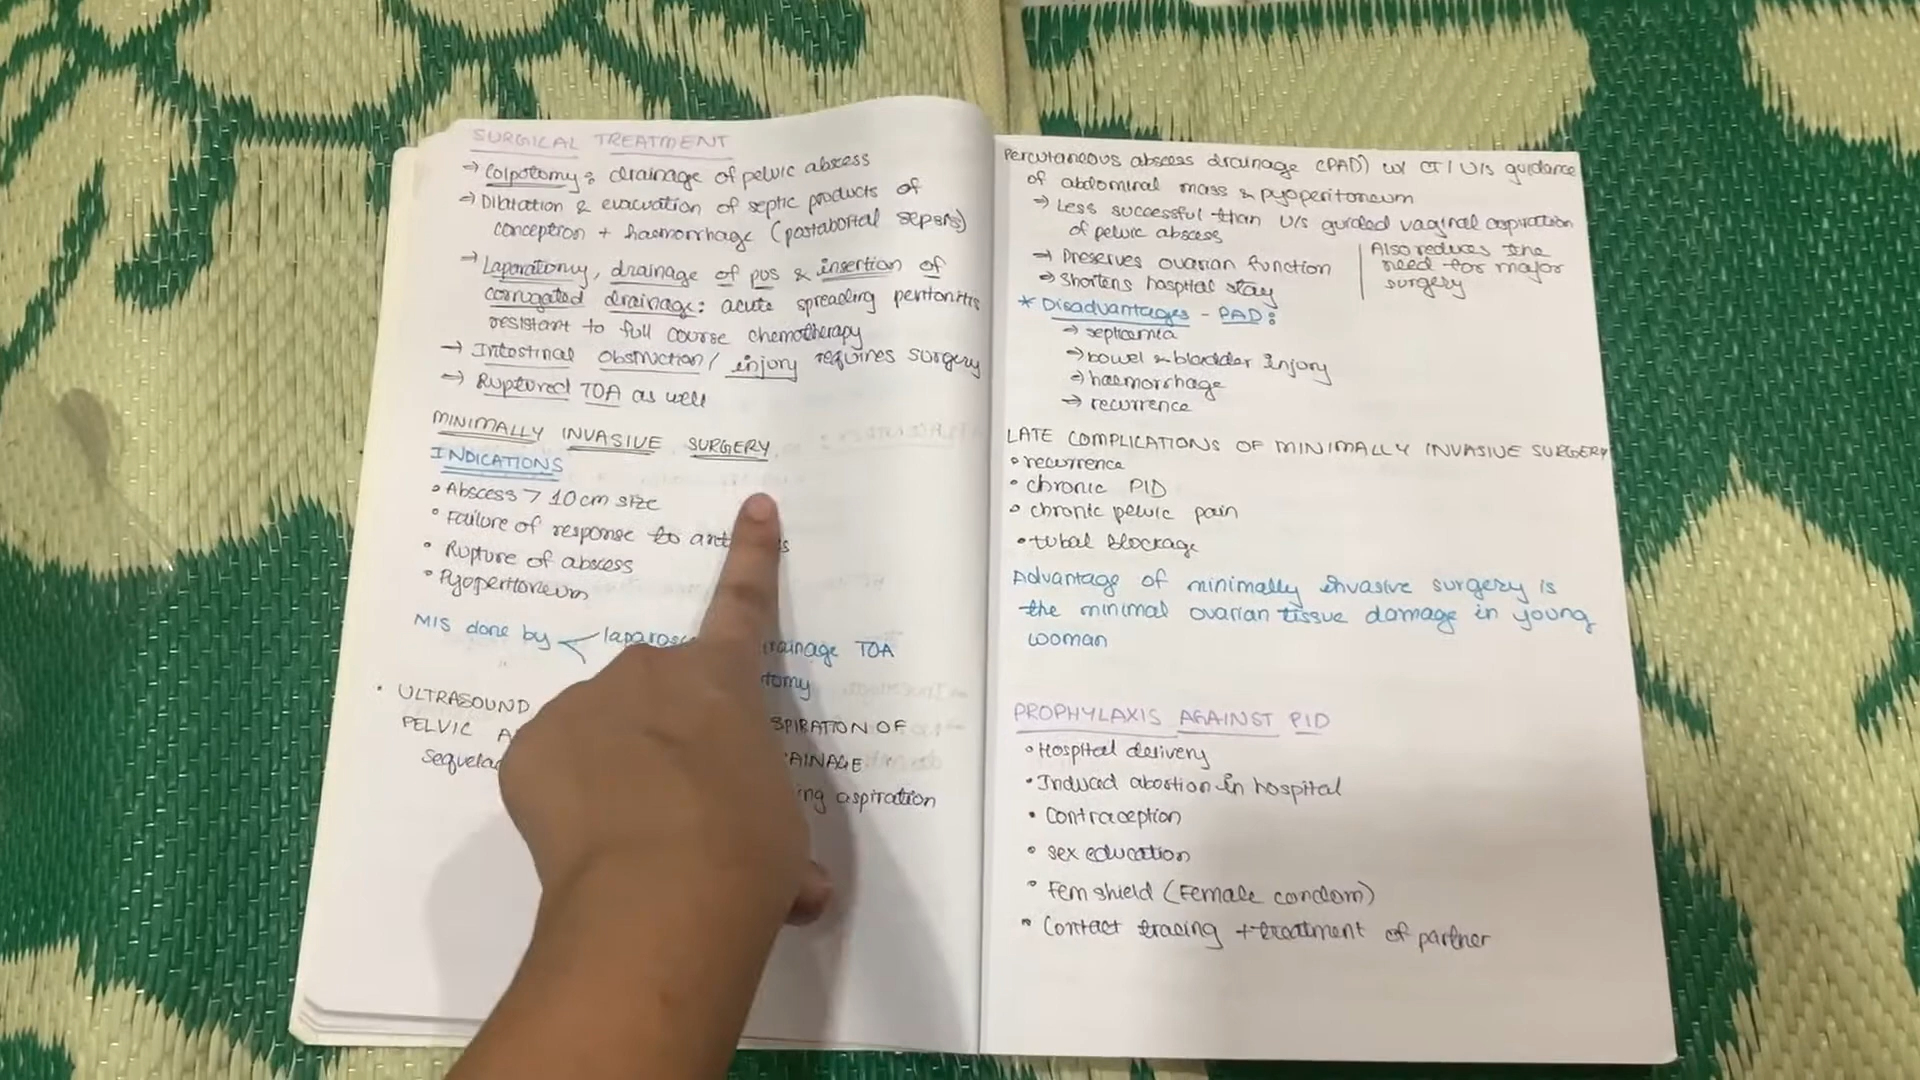 SURGICAL TREATMENT
→ Colpotomy: drainage of pelvic abscess
→ Dilatation & evacuation of septic products of
conception + haemorrhage (postabortal sepsis)
→ Laparatomy, drainage of pus & insertion of
corrugated drainage: acute spreading peritonitis
resistant to full course chemotherapy
→ Intestinal obstruction / injury requires surgery
→ Ruptured TOA as well
MINIMALLY INVASIVE SURGERY
INDICATIONS
• Abscess > 10cm size
• Failure of response to
• Rupture of abscess
• Pyoperitoneum
MIS done by drainage TOA
• ULTRASOUND
PELVIC SPIRATION OF
AINAGE
aspiration
Percutaneous abscess drainage (PAD) w/ CT / U/s guidance
of abdominal mass & pyoperitoneum
→ Less successful than U/s guided vaginal aspiration
of pelvic abscess
→ Preserves ovarian function
→ Shortens hospital stay
Also reduces the
need for major
surgery
* Disadvantages - PAD:
→ septicemia
→ bowel & bladder injury
→ haemorrhage
→ recurrence
LATE COMPLICATIONS OF MINIMALLY INVASIVE SURGERY
• recurrence
• chronic PID
• chronic pelvic pain
• tubal blockage
Advantage of minimally invasive surgery is
the minimal ovarian tissue damage in young
woman
PROPHYLAXIS AGAINST PID
• Hospital delivery
• Induced abortion in hospital
• Contraception
• sex education
• Fem shield (Female condom)
• Contact tracing + treatment of partner